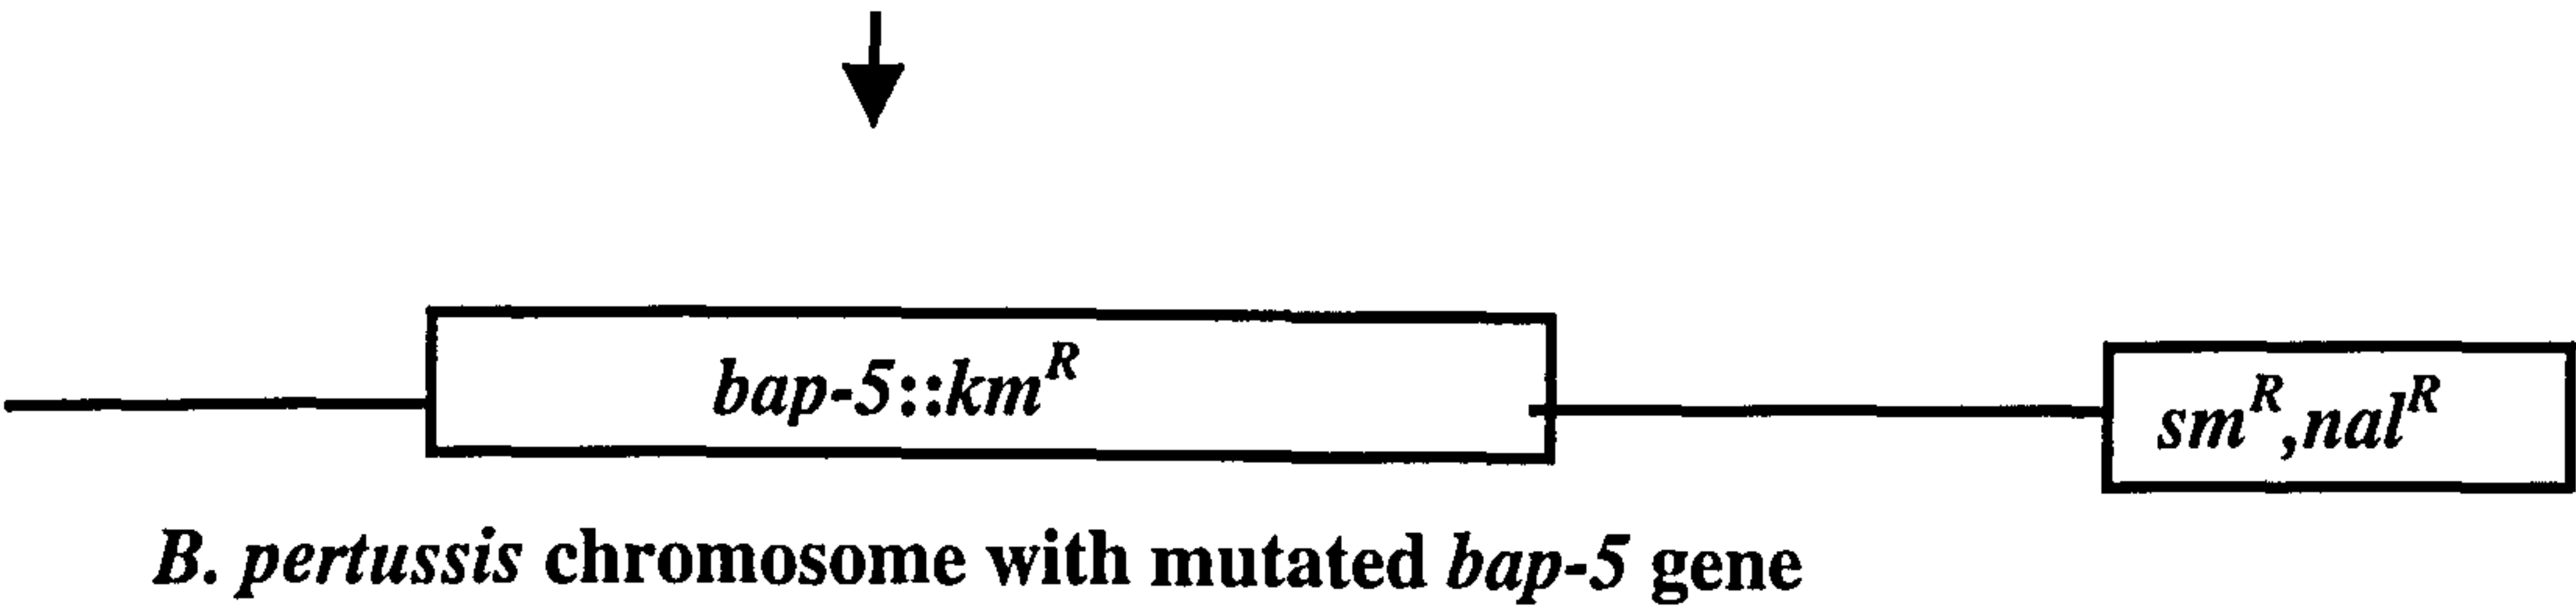 bap-5::km^R
sm^R,nal^R
B. pertussis chromosome with mutated bap-5 gene